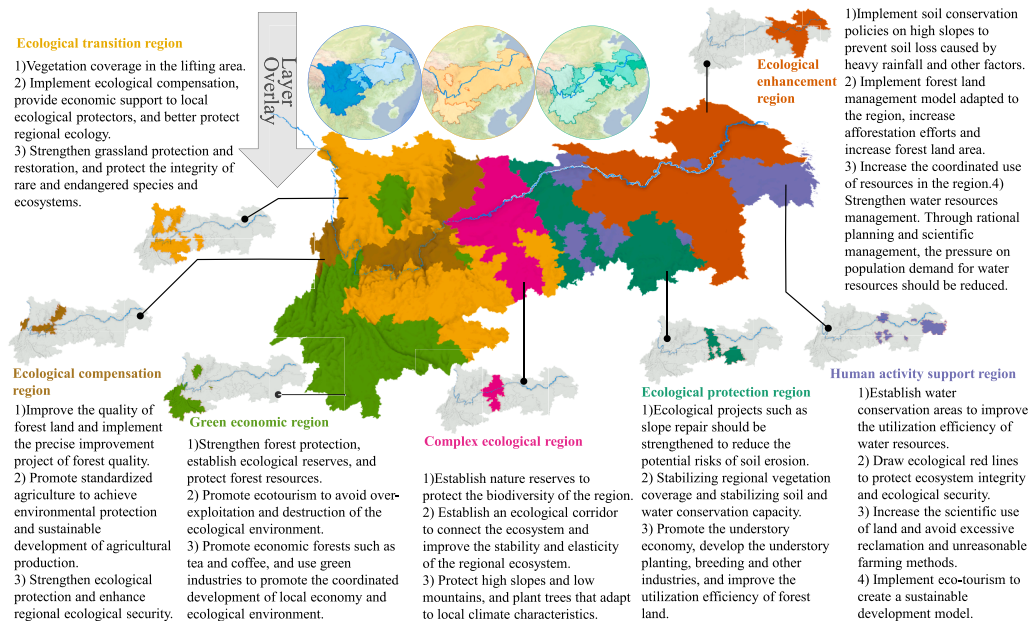 Ecological transition region
1)Vegetation coverage in the lifting area.
2) Implement ecological compensation,
provide economic support to local
ecological protectors, and better protect
regional ecology.
3) Strengthen grassland protection and
restoration, and protect the integrity of
rare and endangered species and
ecosystems.
Layer
Overlay
Ecological
enhancement
region
1)Implement soil conservation
policies on high slopes to
prevent soil loss caused by
heavy rainfall and other factors.
2) Implement forest land
management model adapted to
the region, increase
afforestation efforts and
increase forest land area.
3) Increase the coordinated use
of resources in the region.4)
Strengthen water resources
management. Through rational
planning and scientific
management, the pressure on
population demand for water
resources should be reduced.
Ecological compensation
region
1)Improve the quality of
forest land and implement
the precise improvement
project of forest quality.
2) Promote standardized
agriculture to achieve
environmental protection
and sustainable
development of agricultural
production.
3) Strengthen ecological
protection and enhance
regional ecological security.
Green economic region
1)Strengthen forest protection,
establish ecological reserves, and
protect forest resources.
2) Promote ecotourism to avoid over-
exploitation and destruction of the
ecological environment.
3) Promote economic forests such as
tea and coffee, and use green
industries to promote the coordinated
development of local economy and
ecological environment.
Complex ecological region
1)Establish nature reserves to
protect the biodiversity of the region.
2) Establish an ecological corridor
to connect the ecosystem and
improve the stability and elasticity
of the regional ecosystem.
3) Protect high slopes and low
mountains, and plant trees that adapt
to local climate characteristics.
Ecological protection region
1)Ecological projects such as
slope repair should be
strengthened to reduce the
potential risks of soil erosion.
2) Stabilizing regional vegetation
coverage and stabilizing soil and
water conservation capacity.
3) Promote the understory
economy, develop the understory
planting, breeding and other
industries, and improve the
utilization efficiency of forest
land.
Human activity support region
1)Establish water
conservation areas to improve
the utilization efficiency of
water resources.
2) Draw ecological red lines
to protect ecosystem integrity
and ecological security.
3) Increase the scientific use
of land and avoid excessive
reclamation and unreasonable
farming methods.
4) Implement eco-tourism to
create a sustainable
development model.